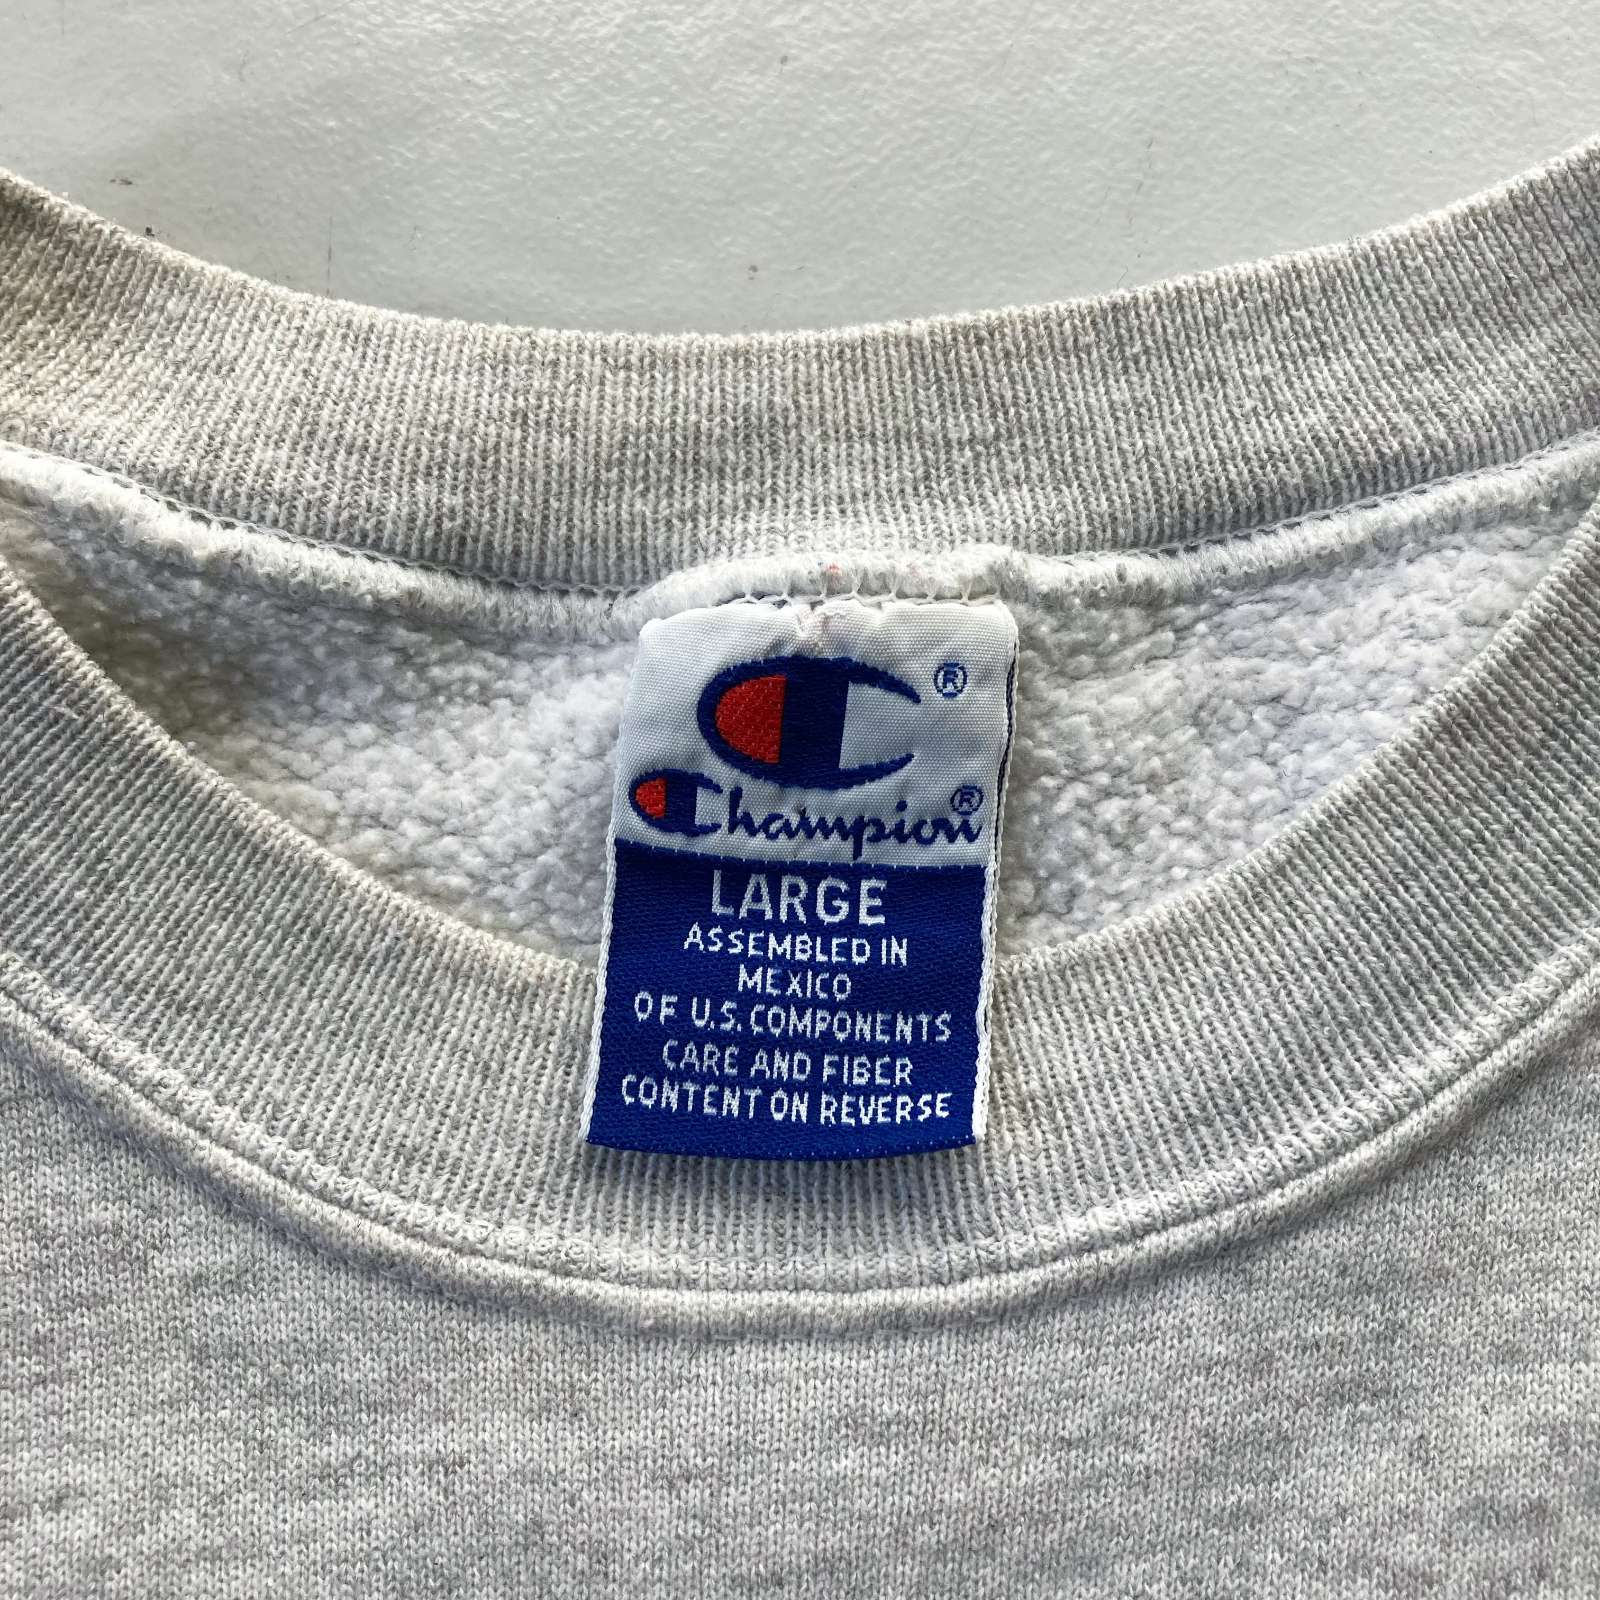 ®
Champion®
LARGE
ASSEMBLED IN
MEXICO
OF U.S. COMPONENTS
CARE AND FIBER
CONTENT ON REVERSE